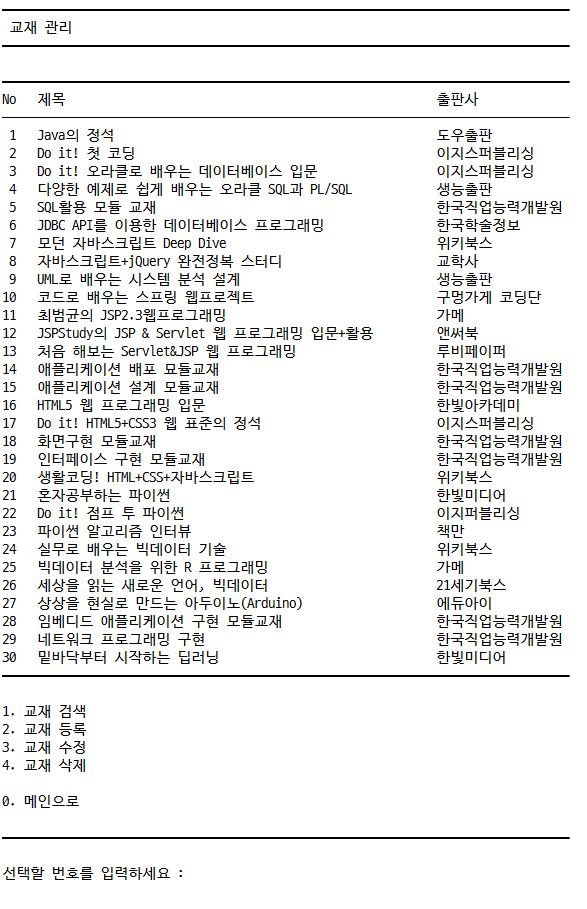 교재 관리
No 제목 출판사
1 Java의 정석 도우출판
2 Do it! 첫 코딩 이지스퍼블리싱
3 Do it! 오라클로 배우는 데이터베이스 입문 이지스퍼블리싱
4 다양한 예제로 쉽게 배우는 오라클 SQL과 PL/SQL 생능출판
5 SQL활용 모듈 교재 한국직업능력개발원
6 JDBC API를 이용한 데이터베이스 프로그래밍 한국학술정보
7 모던 자바스크립트 Deep Dive 위키북스
8 자바스크립트+jQuery 완전정복 스터디 교학사
9 UML로 배우는 시스템 분석 설계 생능출판
10 코드로 배우는 스프링 웹프로젝트 구멍가게 코딩단
11 최범균의 JSP2.3웹프로그래밍 가메
12 JSPStudy의 JSP & Servlet 웹 프로그래밍 입문+활용 앤써북
13 처음 해보는 Servlet&JSP 웹 프로그래밍 루비페이퍼
14 애플리케이션 배포 묘듈교재 한국직업능력개발원
15 애플리케이션 설계 모듈교재 한국직업능력개발원
16 HTML5 웹 프로그래밍 입문 한빛아카데미
17 Do it! HTML5+CSS3 웹 표준의 정석 이지스퍼블리싱
18 화면구현 모듈교재 한국직업능력개발원
19 인터페이스 구현 모듈교재 한국직업능력개발원
20 생활코딩! HTML+CSS+자바스크립트 위키북스
21 혼자공부하는 파이썬 한빛미디어
22 Do it! 점프 투 파이썬 이지퍼블리싱
23 파이썬 알고리즘 인터뷰 책만
24 실무로 배우는 빅데이터 기술 위키북스
25 빅데이터 분석을 위한 R 프로그래밍 가메
26 세상을 읽는 새로운 언어, 빅데이터 21세기북스
27 상상을 현실로 만드는 아두이노(Arduino) 에듀아이
28 임베디드 애플리케이션 구현 모듈교재 한국직업능력개발원
29 네트워크 프로그래밍 구현 한국직업능력개발원
30 밑바닥부터 시작하는 딥러닝 한빛미디어
1. 교재 검색
2. 교재 등록
3. 교재 수정
4. 교재 삭제
0. 메인으로
선택할 번호를 입력하세요 :